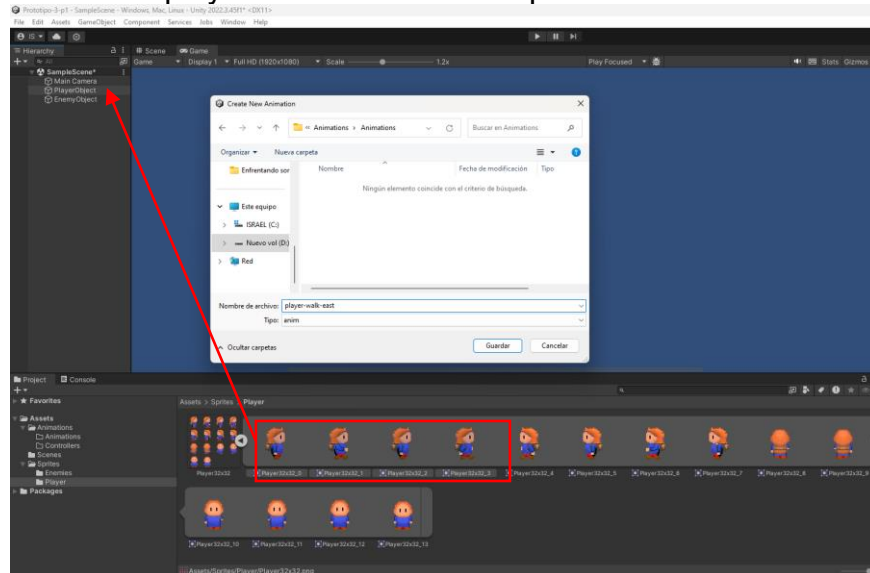 Prototipo-3-p1 - SampleScene - Windows, Mac, Linux - Unity 2022.3.45f1* <DX11>
File Edit Assets GameObject Component Services Jobs Window Help
IS
Hierarchy
Scene Game
All
Game Display 1 Full HD (1920x1080) Scale 1.2x Play Focused Stats Gizmos
SampleScene*
Main Camera
PlayerObject
EnemyObject
Create New Animation
Animations > Animations
Buscar en Animations
Organizar Nueva carpeta
Enfrentando sor
Nombre Fecha de modificación Tipo
Ningún elemento coincide con el criterio de búsqueda.
Este equipo
ISRAEL (C:)
Nuevo vol (D:)
Red
Nombre de archivo: player-walk-east
Tipo: anim
Ocultar carpetas
Guardar Cancelar
Project Console
Favorites
Assets > Sprites > Player
Assets
Animations
Animations
Controllers
Scenes
Sprites
Enemies
Player
Packages
Player32x32 Player32x32_0 Player32x32_1 Player32x32_2 Player32x32_3 Player32x32_4 Player32x32_5 Player32x32_6 Player32x32_7 Player32x32_8 Player32x32_9
Player32x32_10 Player32x32_11 Player32x32_12 Player32x32_13
Assets/Sprites/Player/Player32x32.png